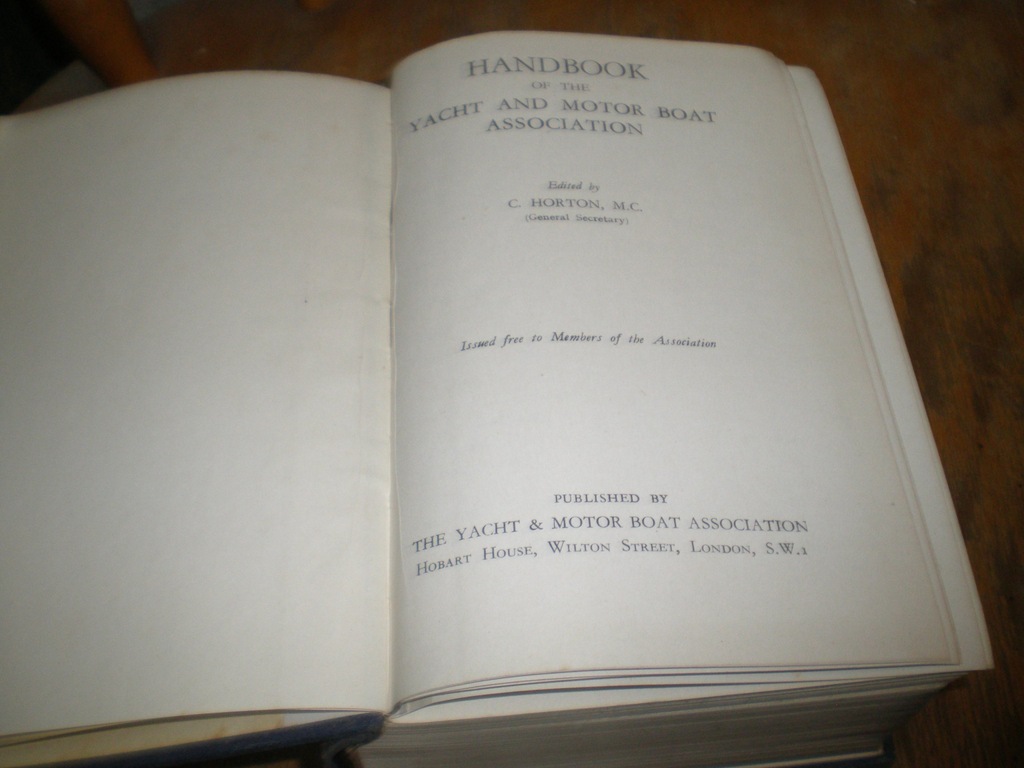 HANDBOOK
OF THE
YACHT AND MOTOR BOAT
ASSOCIATION
Edited by
C. HORTON, M.C.
(General Secretary)
Issued free to Members of the Association
PUBLISHED BY
THE YACHT & MOTOR BOAT ASSOCIATION
HOBART HOUSE, WILTON STREET, LONDON, S.W.1